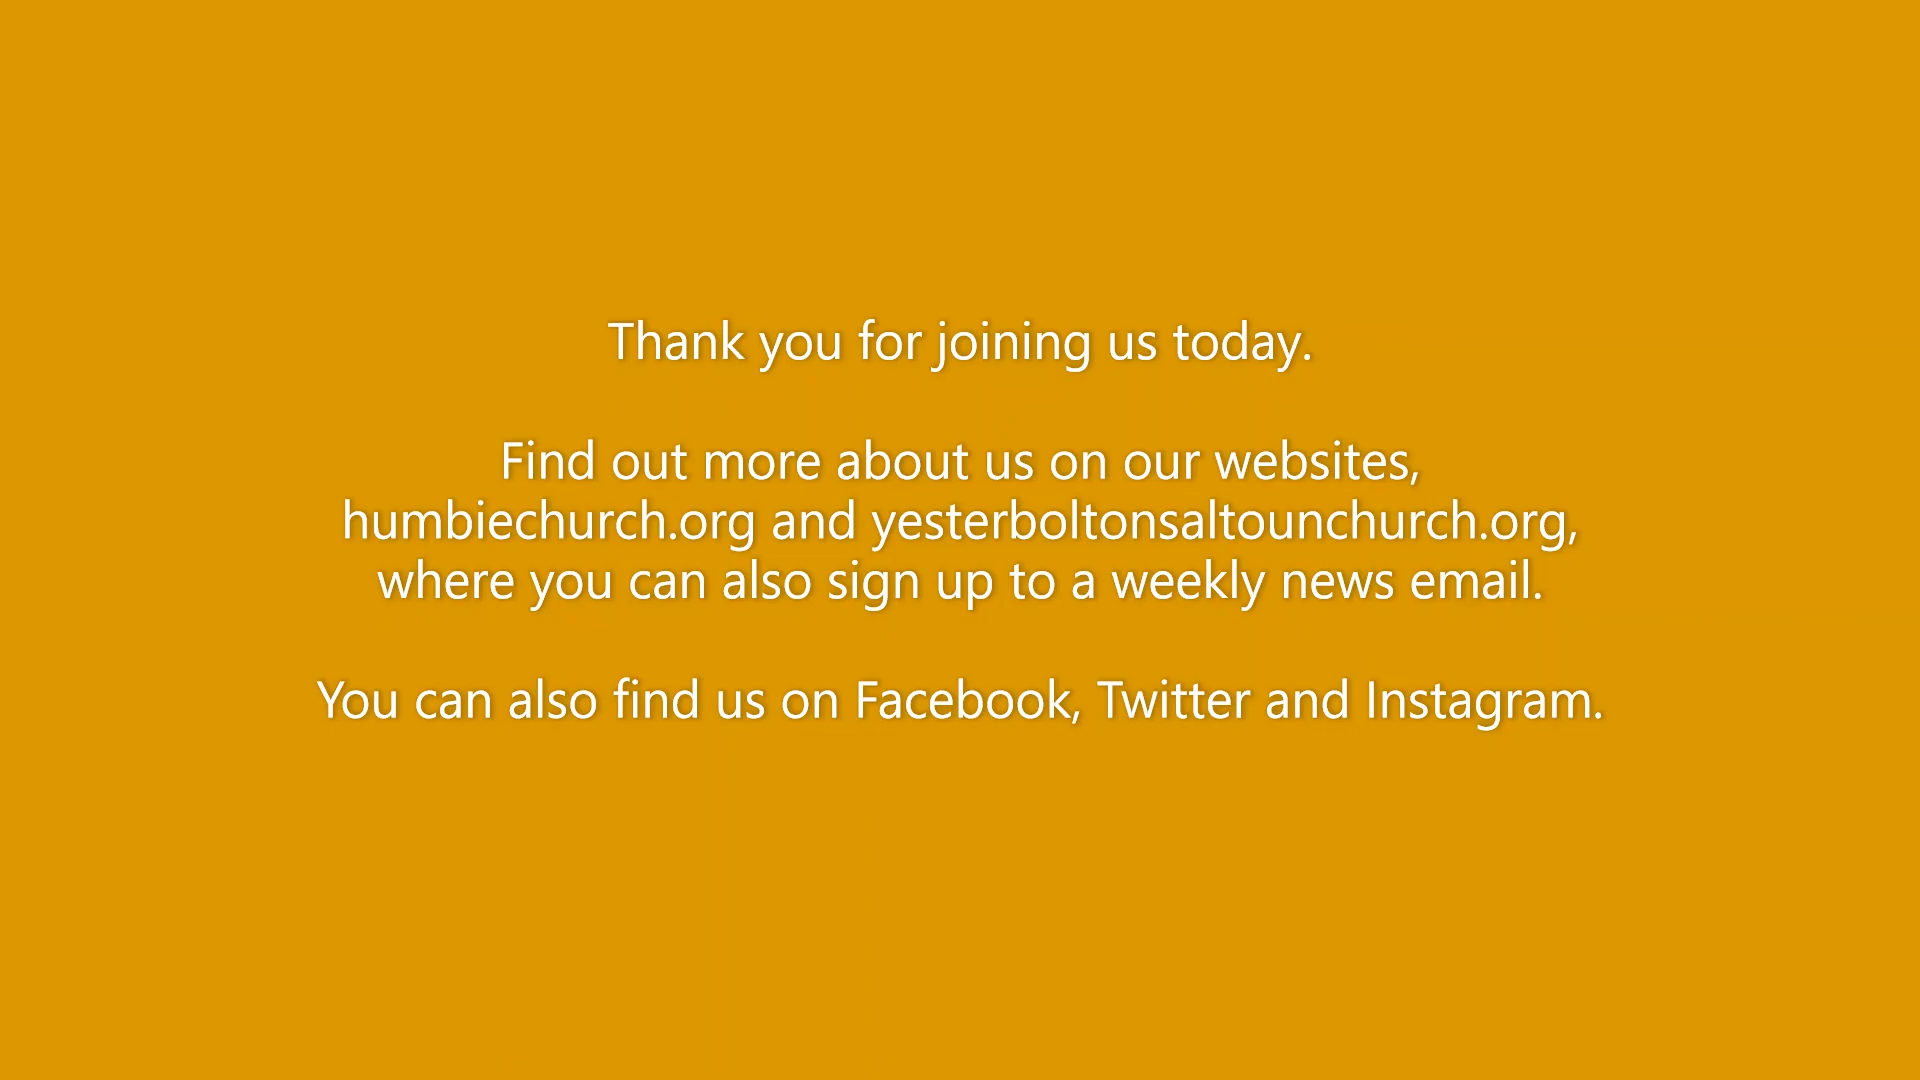 Thank you for joining us today.
Find out more about us on our websites,
humbiechurch.org and yesterboltonsaltounchurch.org,
where you can also sign up to a weekly news email.
You can also find us on Facebook, Twitter and Instagram.